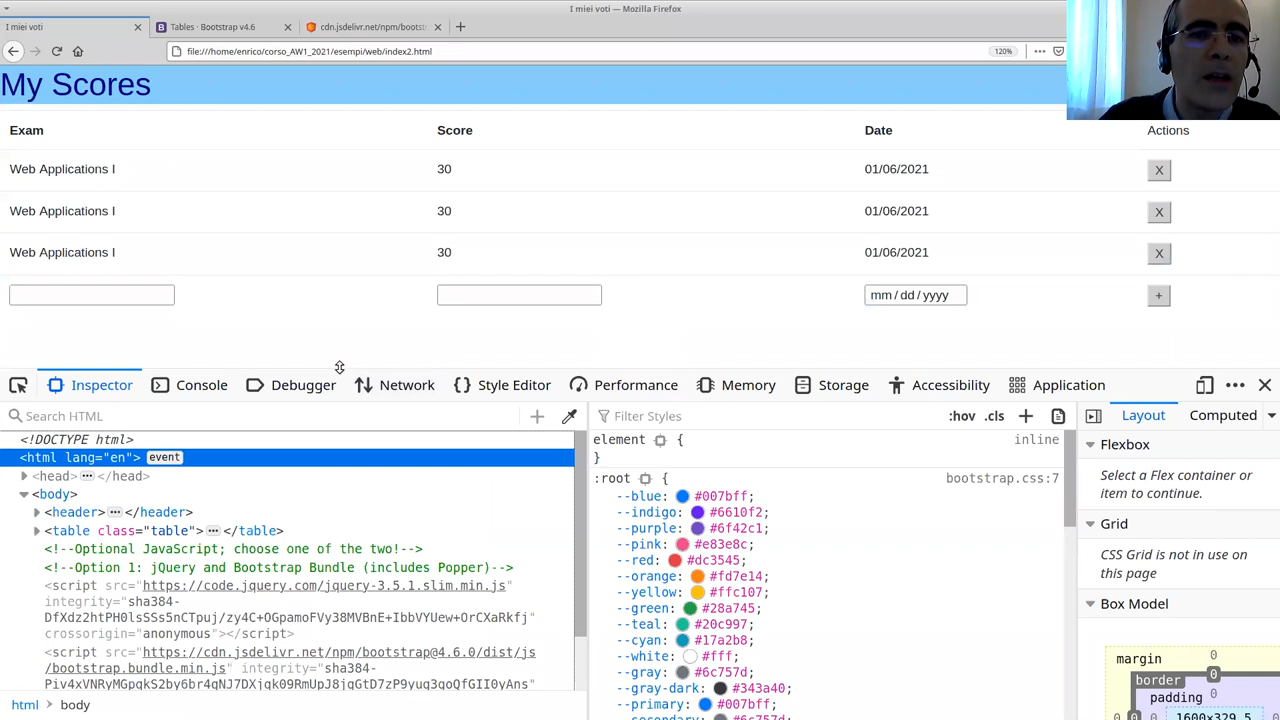 I miei voti — Mozilla Firefox
I miei voti
Tables · Bootstrap v4.6
cdn.jsdelivr.net/npm/bootst
file:///home/enrico/corso_AW1_2021/esempi/web/index2.html
120%
My Scores
Exam Score Date Actions
Web Applications I 30 01/06/2021 X
Web Applications I 30 01/06/2021 X
Web Applications I 30 01/06/2021 X
mm / dd / yyyy +
Inspector Console Debugger Network Style Editor Performance Memory Storage Accessibility Application
Search HTML
<!DOCTYPE html>
<html lang="en"> event
<head> </head>
<body>
<header> </header>
<table class="table"> </table>
<!--Optional JavaScript; choose one of the two!-->
<!--Option 1: jQuery and Bootstrap Bundle (includes Popper)-->
<script src="https://code.jquery.com/jquery-3.5.1.slim.min.js
integrity="sha384-
DfXdz2htPH0lsSSs5nCTpuj/zy4C+OGpamoFVy38MVBnE+IbbVYUew+OrCXaRkfj"
crossorigin="anonymous"></script>
<script src="https://cdn.jsdelivr.net/npm/bootstrap@4.6.0/dist/js
/bootstrap.bundle.min.js" integrity="sha384-
html > body
Filter Styles
:hov .cls
element { inline
}
:root { bootstrap.css:7
--blue: #007bff;
--indigo: #6610f2;
--purple: #6f42c1;
--pink: #e83e8c;
--red: #dc3545;
--orange: #fd7e14;
--yellow: #ffc107;
--green: #28a745;
--teal: #20c997;
--cyan: #17a2b8;
--white: #fff;
--gray: #6c757d;
--gray-dark: #343a40;
--primary: #007bff;
--secondary: #6c757d;
Layout Computed
Flexbox
Select a Flex container or
item to continue.
Grid
CSS Grid is not in use on
this page
Box Model
margin 0
border 0
padding 0
0 0 1600x329.5 0